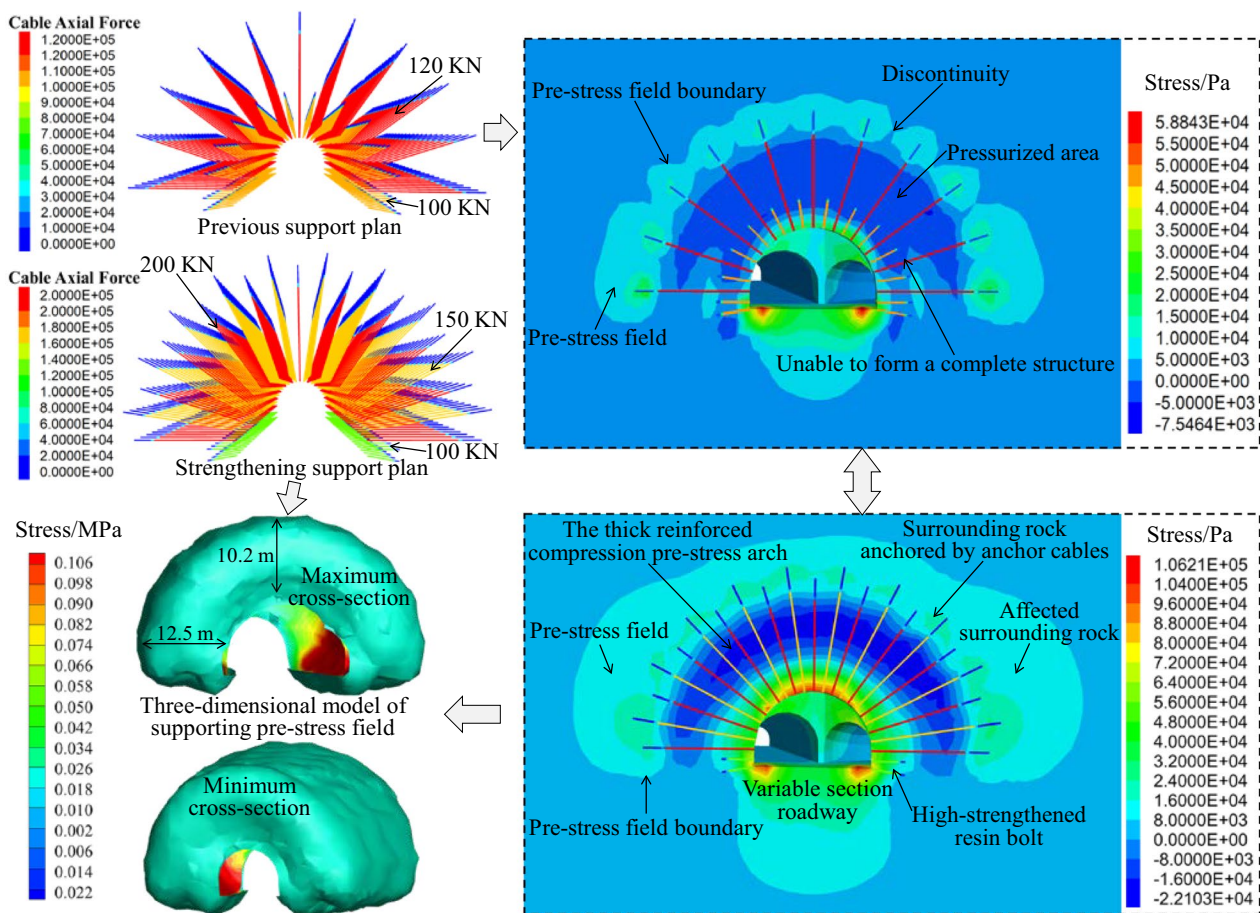 Cable Axial Force
1.2000E+05
1.2000E+05
1.1000E+05
1.0000E+05
9.0000E+04
8.0000E+04
7.0000E+04
6.0000E+04
5.0000E+04
4.0000E+04
3.0000E+04
2.0000E+04
1.0000E+04
0.0000E+00
120 KN
100 KN
Previous support plan
Cable Axial Force
2.0000E+05
2.0000E+05
1.8000E+05
1.6000E+05
1.4000E+05
1.2000E+05
1.0000E+05
8.0000E+04
6.0000E+04
4.0000E+04
2.0000E+04
0.0000E+00
200 KN
150 KN
100 KN
Strengthening support plan
Pre-stress field boundary
Discontinuity
Pressurized area
Pre-stress field
Unable to form a complete structure
Stress/Pa
5.8843E+04
5.5000E+04
5.0000E+04
4.5000E+04
4.0000E+04
3.5000E+04
3.0000E+04
2.5000E+04
2.0000E+04
1.5000E+04
1.0000E+04
5.0000E+03
0.0000E+00
-5.0000E+03
-7.5464E+03
Stress/MPa
0.106
0.098
0.090
0.082
0.074
0.066
0.058
0.050
0.042
0.034
0.026
0.018
0.010
0.002
0.006
0.014
0.022
10.2 m
Maximum
cross-section
12.5 m
Three-dimensional model of
supporting pre-stress field
Minimum
cross-section
The thick reinforced
compression pre-stress arch
Surrounding rock
anchored by anchor cables
Pre-stress field
Affected
surrounding rock
Variable section
roadway
Pre-stress field boundary
High-strengthened
resin bolt
Stress/Pa
1.0621E+05
1.0400E+05
9.6000E+04
8.8000E+04
8.0000E+04
7.2000E+04
6.4000E+04
5.6000E+04
4.8000E+04
4.0000E+04
3.2000E+04
2.4000E+04
1.6000E+04
8.0000E+03
0.0000E+00
-8.0000E+03
-1.6000E+04
-2.2103E+04